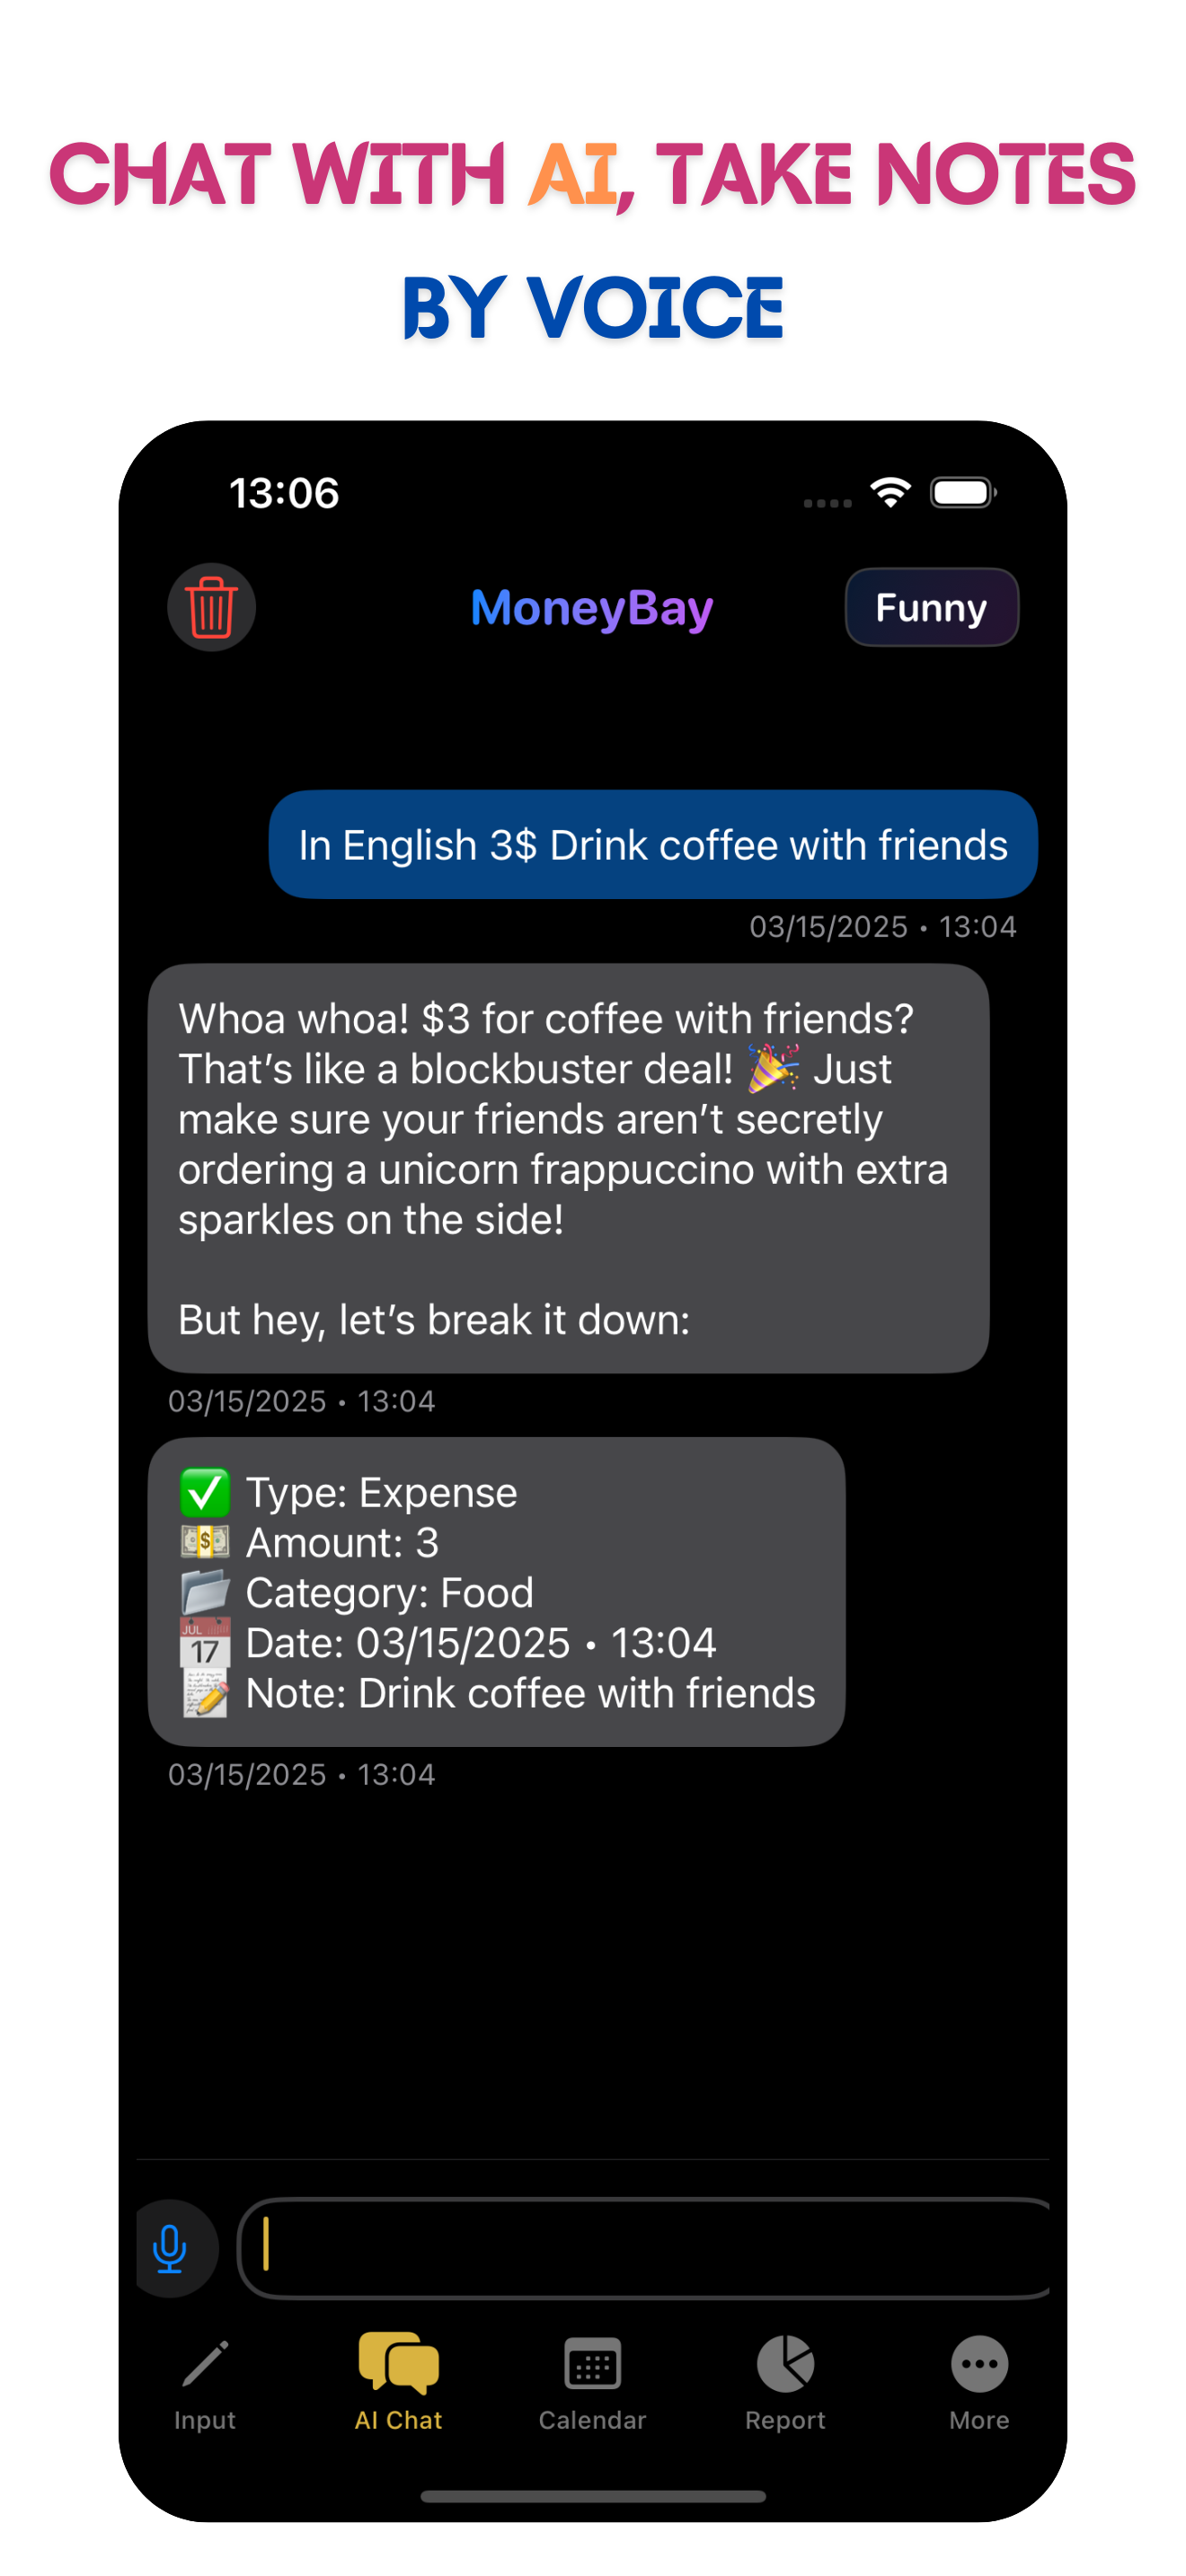 CHAT WITH AI, TAKE NOTES
BY VOICE
13:06
MoneyBay
Funny
In English 3$ Drink coffee with friends
03/15/2025 • 13:04
Whoa whoa! $3 for coffee with friends?
That’s like a blockbuster deal! 🎉 Just
make sure your friends aren’t secretly
ordering a unicorn frappuccino with extra
sparkles on the side!
But hey, let’s break it down:
03/15/2025 • 13:04
✅ Type: Expense
💵 Amount: 3
📂 Category: Food
📅 Date: 03/15/2025 • 13:04
📝 Note: Drink coffee with friends
03/15/2025 • 13:04
Input
AI Chat
Calendar
Report
More